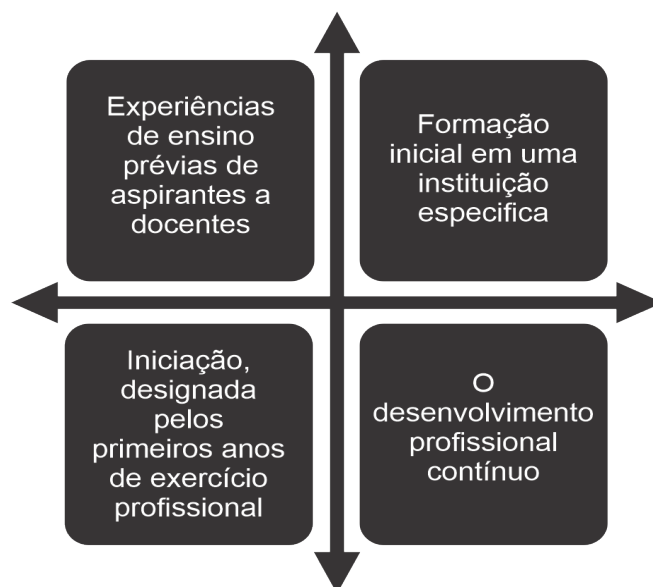 Experiências
de ensino
prévias de
aspirantes a
docentes
Formação
inicial em uma
instituição
especifica
Iniciação,
designada
pelos
primeiros anos
de exercício
profissional
O
desenvolvimento
profissional
contínuo